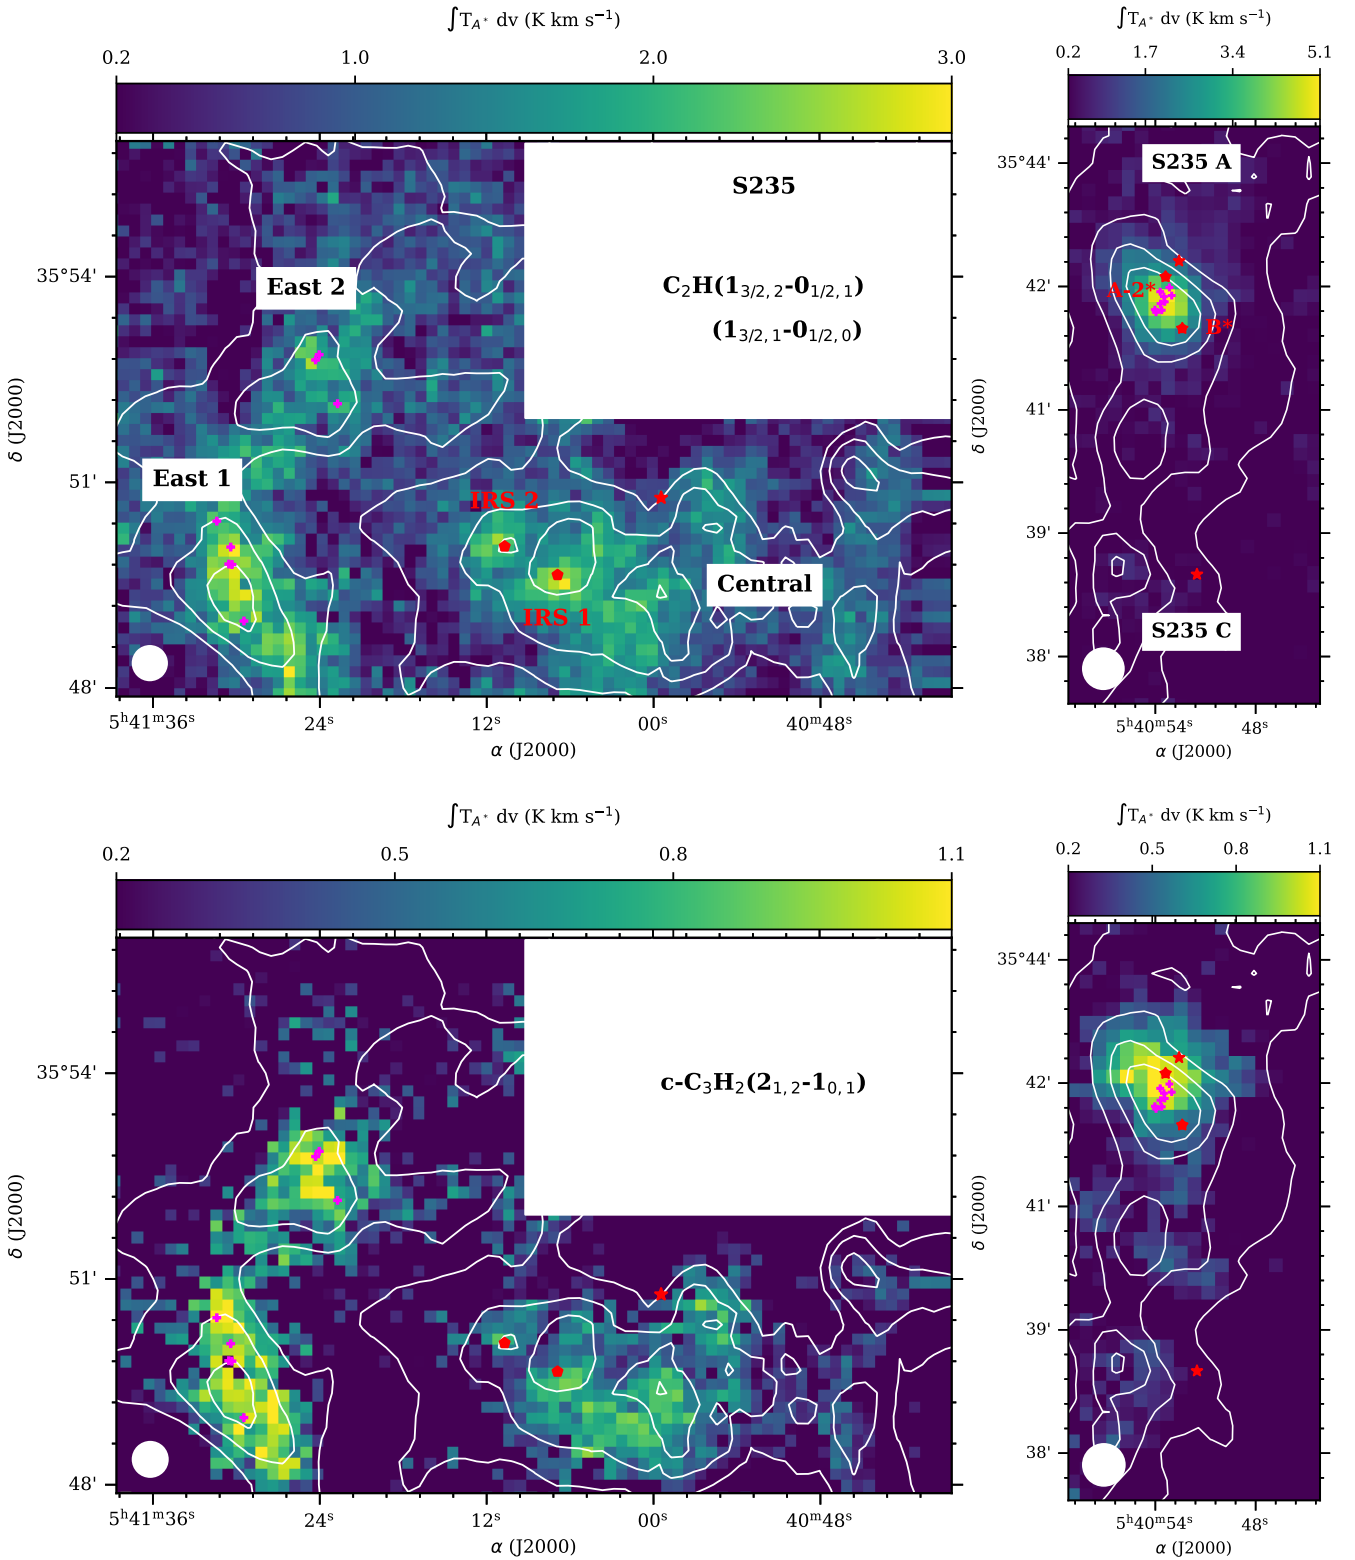 ∫T_{A*} dv (K km s⁻¹)
0.2 1.0 2.0 3.0
S235
C₂H(1_{3/2, 2}-0_{1/2, 1})
(1_{3/2, 1}-0_{1/2, 0})
East 2
East 1
IRS 2
IRS 1
Central
35°54'
51'
48'
δ (J2000)
5ʰ41ᵐ36ˢ 24ˢ 12ˢ 00ˢ 40ᵐ48ˢ
α (J2000)
∫T_{A*} dv (K km s⁻¹)
0.2 1.7 3.4 5.1
S235 A
A-2*
B*
S235 C
35°44'
42'
41'
39'
38'
δ (J2000)
5ʰ40ᵐ54ˢ 48ˢ
α (J2000)
∫T_{A*} dv (K km s⁻¹)
0.2 0.5 0.8 1.1
c-C₃H₂(2_{1, 2}-1_{0, 1})
35°54'
51'
48'
δ (J2000)
5ʰ41ᵐ36ˢ 24ˢ 12ˢ 00ˢ 40ᵐ48ˢ
α (J2000)
∫T_{A*} dv (K km s⁻¹)
0.2 0.5 0.8 1.1
35°44'
42'
41'
39'
38'
δ (J2000)
5ʰ40ᵐ54ˢ 48ˢ
α (J2000)